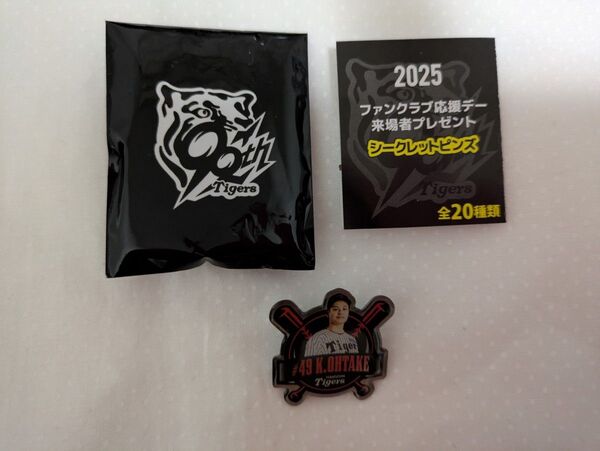 90th
Tigers
2025
ファンクラブ応援デー
来場者プレゼント
シークレットピンズ
Tigers
全20種類
Tigers
#49 K.OHTAKE
HANSHIN
Tigers